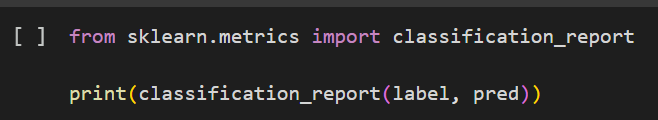 [ ] from sklearn.metrics import classification_report
print(classification_report(label, pred))